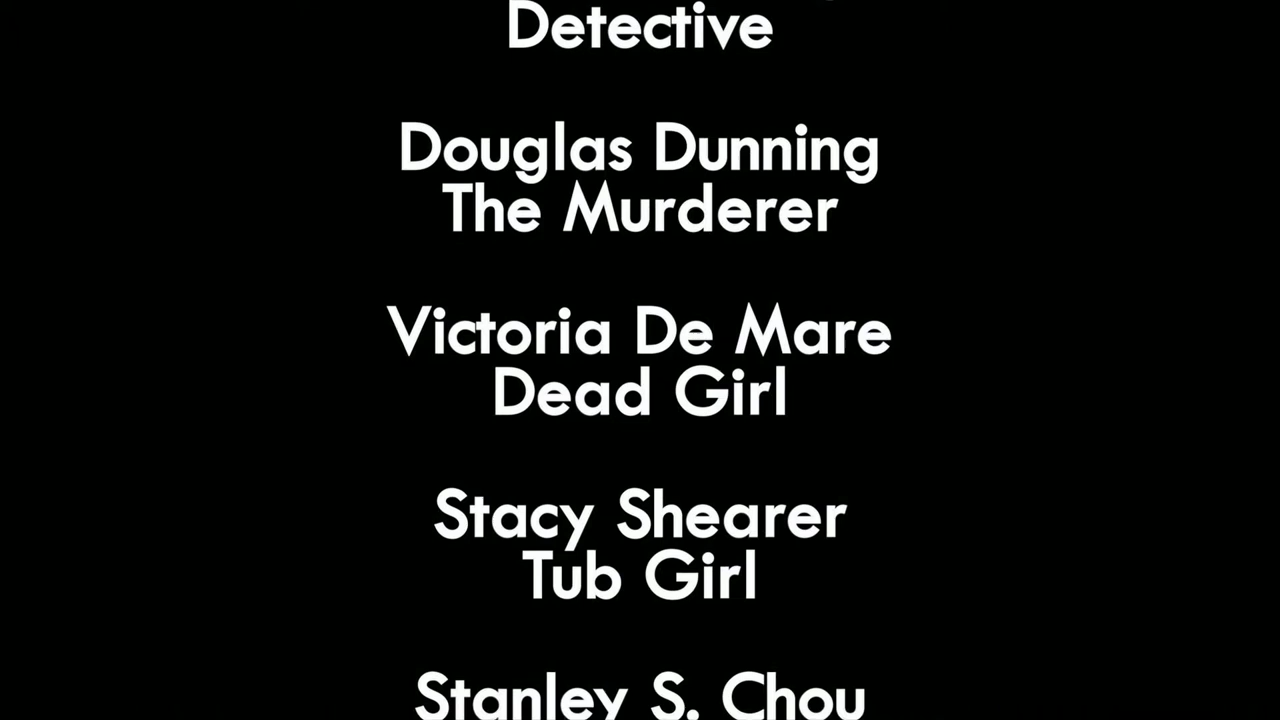 Detective
Douglas Dunning
The Murderer
Victoria De Mare
Dead Girl
Stacy Shearer
Tub Girl
Stanley S. Chou